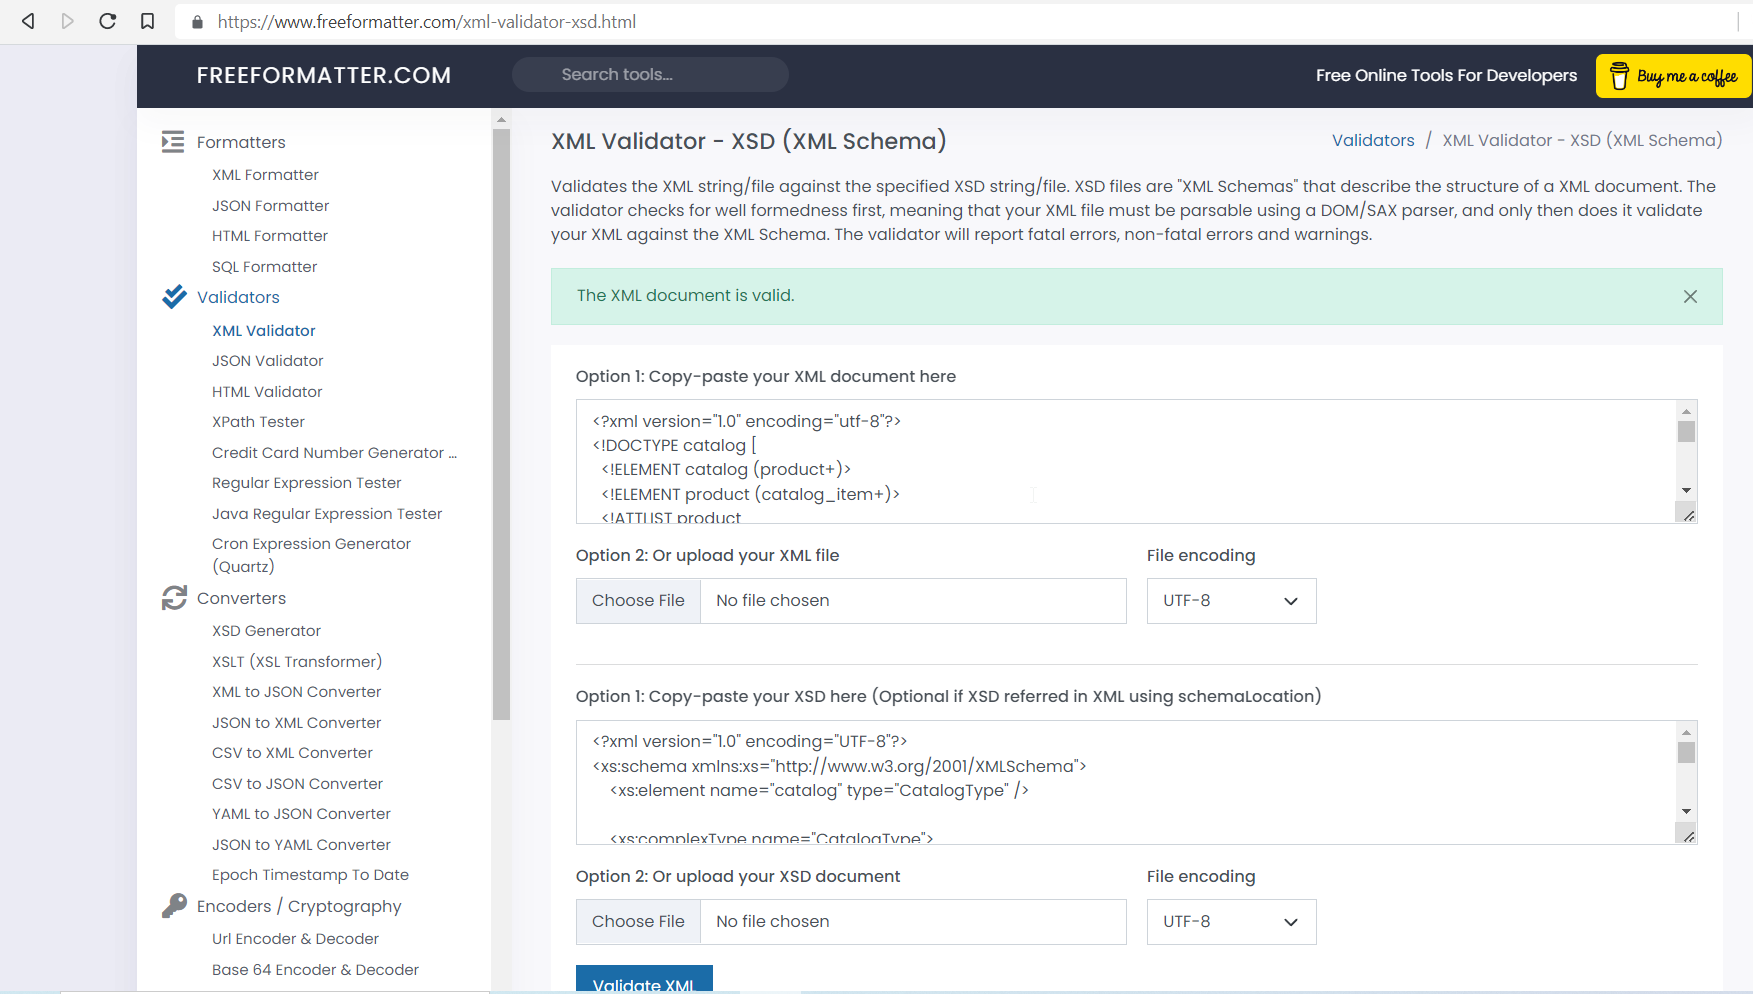 https://www.freeformatter.com/xml-validator-xsd.html
FREEFORMATTER.COM
Search tools...
Free Online Tools For Developers
Buy me a coffee
Formatters
XML Formatter
JSON Formatter
HTML Formatter
SQL Formatter
Validators
XML Validator
JSON Validator
HTML Validator
XPath Tester
Credit Card Number Generator ...
Regular Expression Tester
Java Regular Expression Tester
Cron Expression Generator
(Quartz)
Converters
XSD Generator
XSLT (XSL Transformer)
XML to JSON Converter
JSON to XML Converter
CSV to XML Converter
CSV to JSON Converter
YAML to JSON Converter
JSON to YAML Converter
Epoch Timestamp To Date
Encoders / Cryptography
Url Encoder & Decoder
Base 64 Encoder & Decoder
XML Validator - XSD (XML Schema)
Validators / XML Validator - XSD (XML Schema)
Validates the XML string/file against the specified XSD string/file. XSD files are "XML Schemas" that describe the structure of a XML document. The
validator checks for well formedness first, meaning that your XML file must be parsable using a DOM/SAX parser, and only then does it validate
your XML against the XML Schema. The validator will report fatal errors, non-fatal errors and warnings.
The XML document is valid.
Option 1: Copy-paste your XML document here
<?xml version="1.0" encoding="utf-8"?>
<!DOCTYPE catalog [
<!ELEMENT catalog (product+)>
<!ELEMENT product (catalog_item+)>
<!ATTLIST product
Option 2: Or upload your XML file
File encoding
Choose File No file chosen
UTF-8
Option 1: Copy-paste your XSD here (Optional if XSD referred in XML using schemaLocation)
<?xml version="1.0" encoding="UTF-8"?>
<xs:schema xmlns:xs="http://www.w3.org/2001/XMLSchema">
<xs:element name="catalog" type="CatalogType" />
<xs:complexType name="CatalogType">
Option 2: Or upload your XSD document
File encoding
Choose File No file chosen
UTF-8
Validate XML